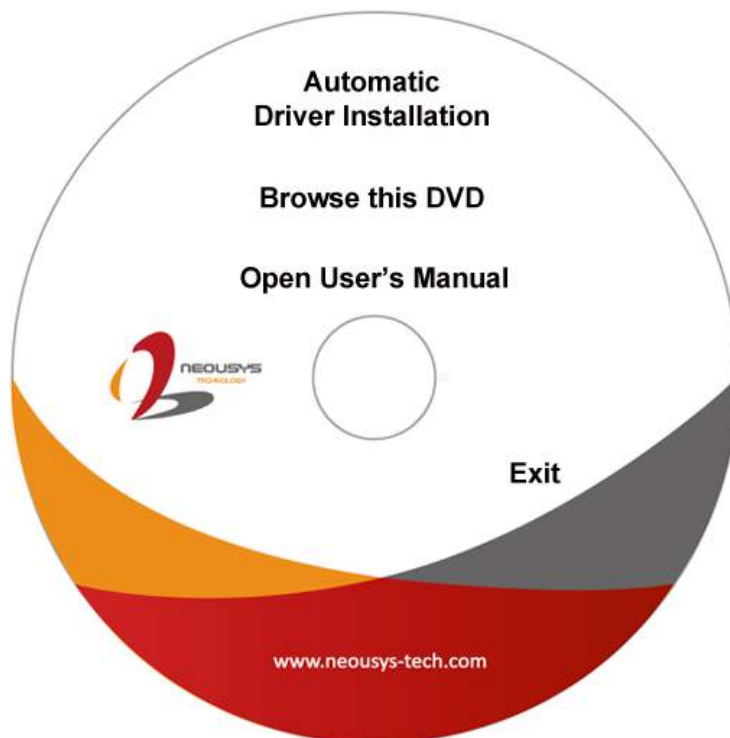 Automatic
Driver Installation
Browse this DVD
Open User’s Manual
NEOUSYS
TECHNOLOGY
Exit
www.neousys-tech.com